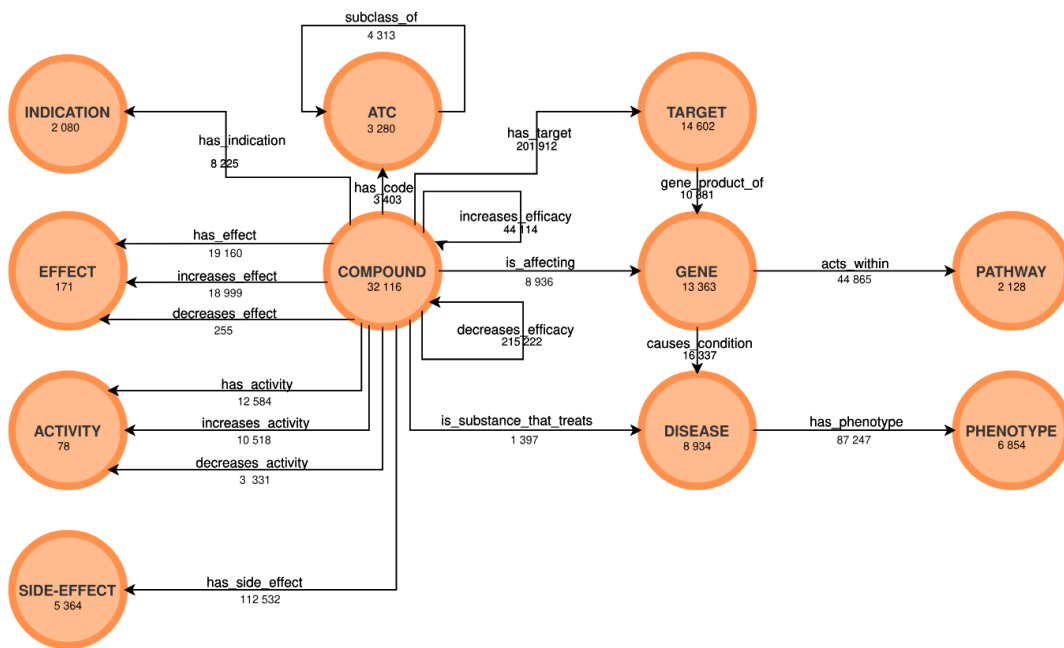 subclass_of
4 313
INDICATION
2 080
ATC
3 280
TARGET
14 602
has_indication
8 225
has_target
201 912
has_code
3 403
gene_product_of
10 881
increases_efficacy
44 114
has_effect
19 160
EFFECT
171
increases_effect
18 999
decreases_effect
255
COMPOUND
32 116
is_affecting
8 936
GENE
13 363
acts_within
44 865
PATHWAY
2 128
decreases_efficacy
215 222
causes_condition
16 337
has_activity
12 584
ACTIVITY
78
increases_activity
10 518
decreases_activity
3 331
is_substance_that_treats
1 397
DISEASE
8 934
has_phenotype
87 247
PHENOTYPE
6 854
SIDE-EFFECT
5 364
has_side_effect
112 532